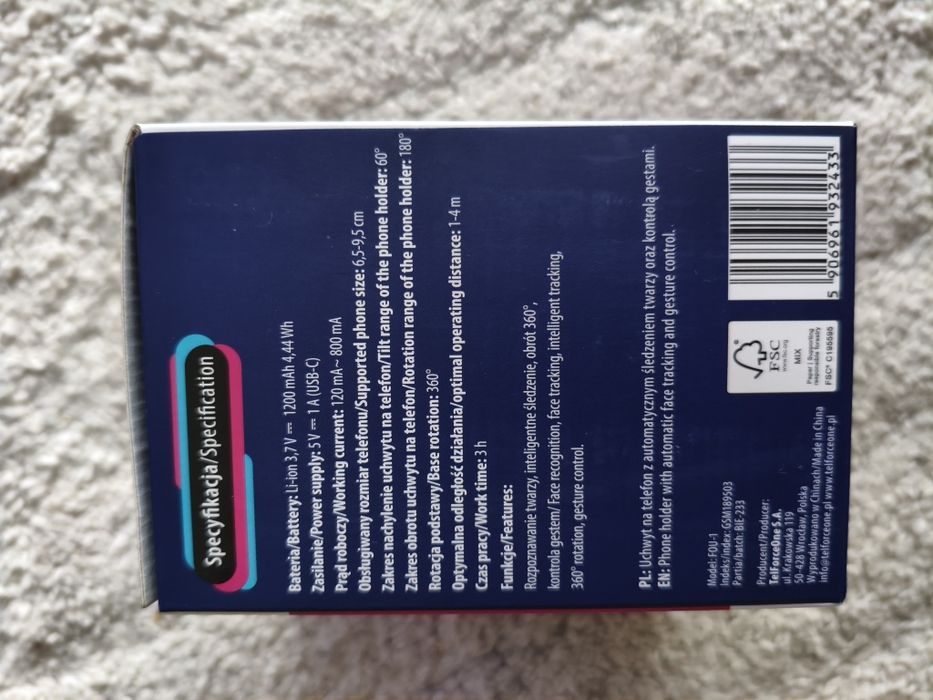 Specyfikacja/Specification
Bateria/Battery: Li-ion 3,7 V ⎓ 1200 mAh 4,44 Wh
Zasilanie/Power supply: 5 V ⎓ 1 A (USB-C)
Prąd roboczy/Working current: 120 mA~ 800 mA
Obsługiwany rozmiar telefonu/Supported phone size: 6,5-9,5 cm
Zakres nachylenie uchwytu na telefon/Tilt range of the phone holder: 60°
Zakres obrotu uchwytu na telefon/Rotation range of the phone holder: 180°
Rotacja podstawy/Base rotation: 360°
Optymalna odległość działania/optimal operating distance: 1-4 m
Czas pracy/Work time: 3 h
Funkcje/Features:
Rozpoznawanie twarzy, inteligentne śledzenie, obrót 360°,
kontrola gestem/ Face recognition, face tracking, intelligent tracking,
360° rotation, gesture control.
PL: Uchwyt na telefon z automatycznym śledzeniem twarzy oraz kontrolą gestami.
EN: Phone holder with automatic face tracking and gesture control.
Model: FOU-1
Indeks/index: GSM189503
Partia/batch: BIE-233
Producent/Producer:
TelForceOne S.A.
ul. Krakowska 119
50-428 Wrocław, Polska
Wyprodukowano w Chinach/Made in China
info@telforceone.pl www.telforceone.pl
FSC
www.fsc.org
MIX
Paper | Supporting
responsible forestry
FSC® C195595
5 906961 932433